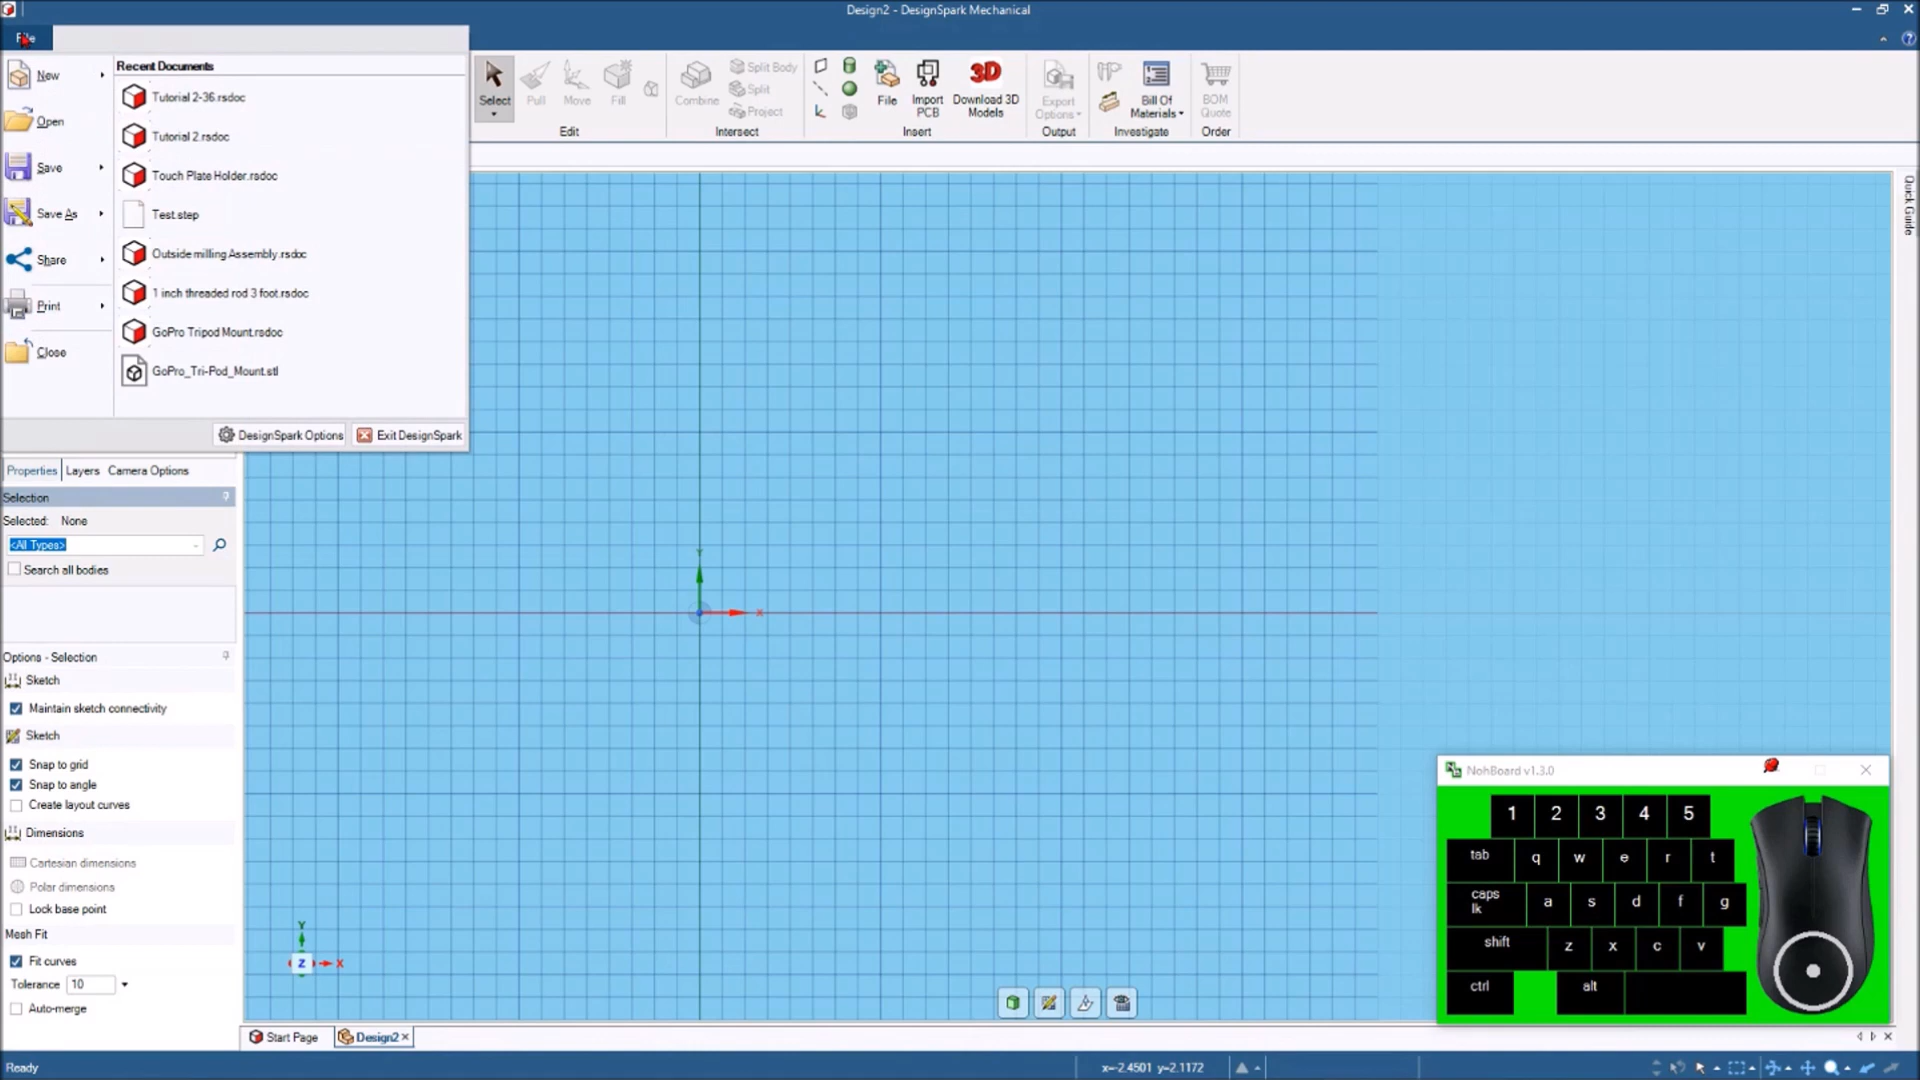 Design2 - DesignSpark Mechanical
File
New
Open
Save
Save As
Share
Print
Close
Recent Documents
Tutorial 2-36.rsdoc
Tutorial 2.rsdoc
Touch Plate Holder.rsdoc
Test.step
Outside milling Assembly.rsdoc
1 inch threaded rod 3 foot.rsdoc
GoPro Tripod Mount.rsdoc
GoPro_Tri-Pod_Mount.stl
DesignSpark Options
Exit DesignSpark
Select
Pull
Move
Fill
Edit
Combine
Split Body
Split
Project
Intersect
File
Import PCB
3D
Download 3D Models
Insert
Export Options
Output
Bill Of Materials
Investigate
BOM Quote
Order
Quick Guide
Properties
Layers
Camera Options
Selection
Selected: None
<All Types>
Search all bodies
Options - Selection
Sketch
Maintain sketch connectivity
Sketch
Snap to grid
Snap to angle
Create layout curves
Dimensions
Cartesian dimensions
Polar dimensions
Lock base point
Mesh Fit
Fit curves
Tolerance 10
Auto-merge
Y
X
Y
Z
X
NohBoard v1.3.0
1 2 3 4 5
tab q w e r t
caps lk a s d f g
shift z x c v
ctrl alt
Start Page
Design2
Ready
x=-2.4501 y=2.1172